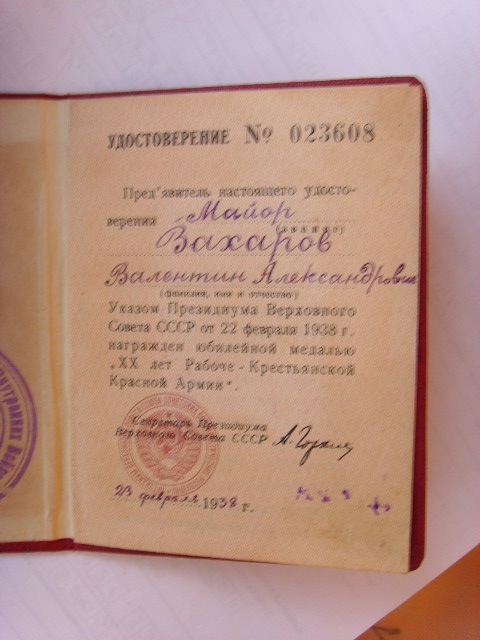 УДОСТОВЕРЕНИЕ № 023608
Пред'явитель настоящего удосто-
верения Майор
(звание)
Захаров
Валентин Александрович
(фамилия, имя и отчество)
Указом Президиума Верховного
Совета СССР от 22 февраля 1938 г.
награжден юбилейной медалью
„XX лет Рабоче-Крестьянской
Красной Армии".
Секретарь Президиума
Верховного Совета СССР А. Горкин
23 февраля 1938 г.